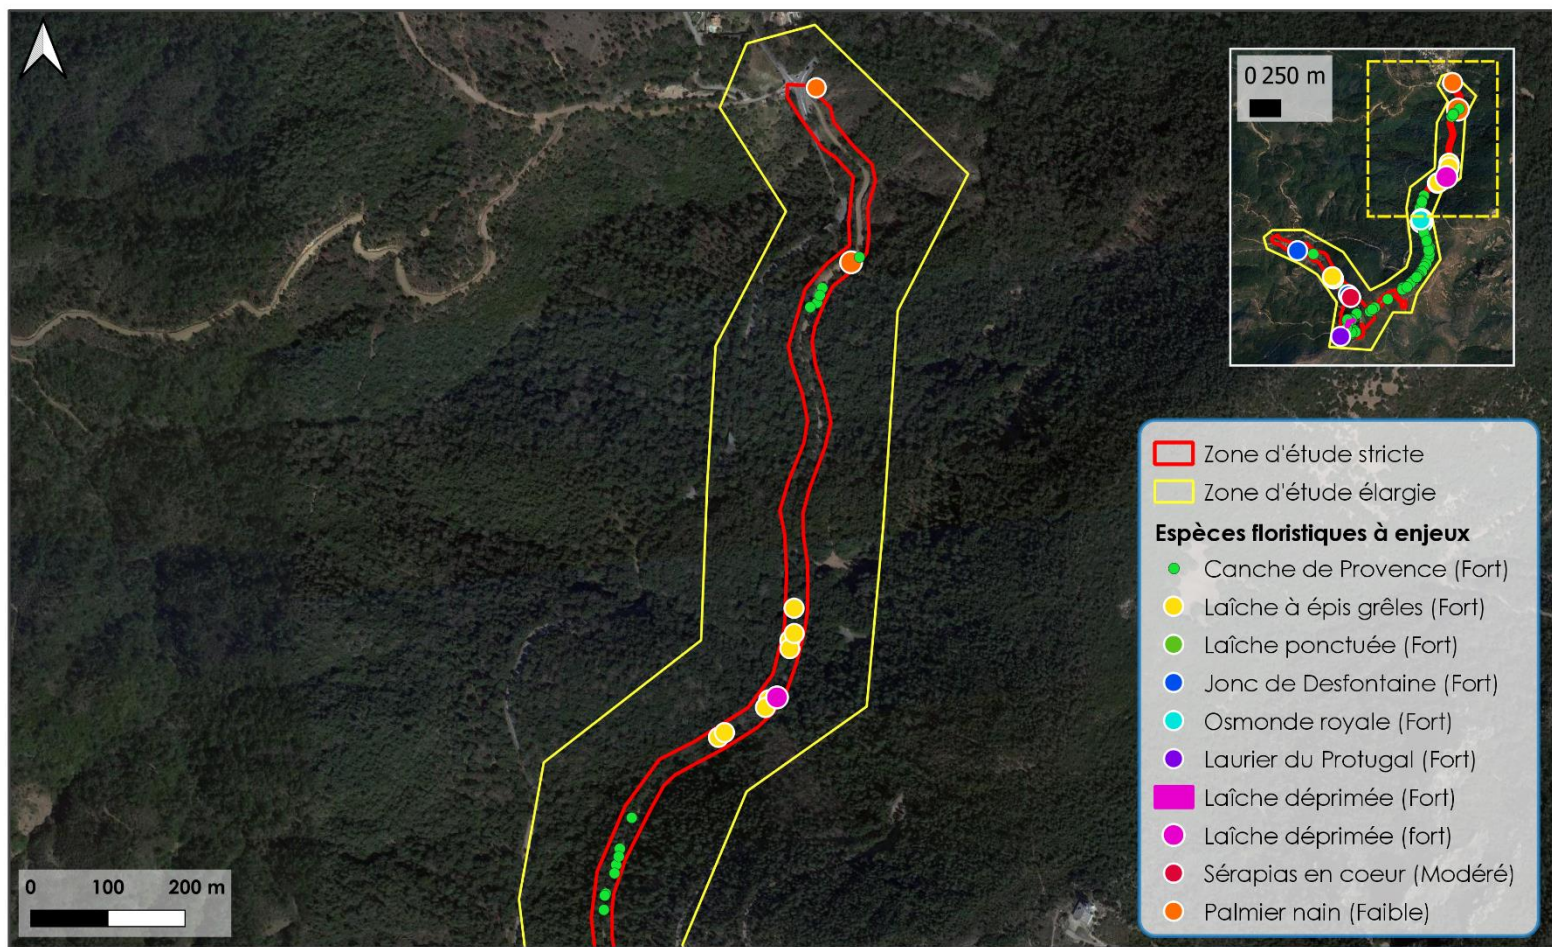 0 250 m
Zone d'étude stricte
Zone d'étude élargie
Espèces floristiques à enjeux
Canche de Provence (Fort)
Laîche à épis grêles (Fort)
Laîche ponctuée (Fort)
Jonc de Desfontaine (Fort)
Osmonde royale (Fort)
Laurier du Protugal (Fort)
Laîche déprimée (Fort)
Laîche déprimée (fort)
Sérapias en coeur (Modéré)
Palmier nain (Faible)
0 100 200 m